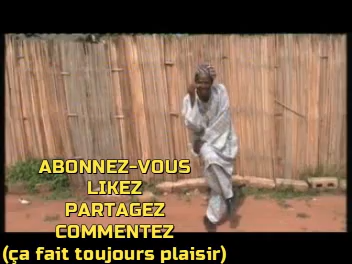 ABONNEZ-VOUS
LIKEZ
PARTAGEZ
COMMENTEZ
(ça fait toujours plaisir)